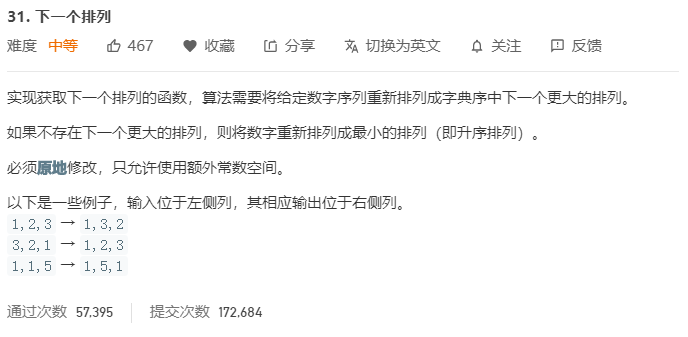 31. 下一个排列
难度 中等 467 收藏 分享 切换为英文 关注 反馈
实现获取下一个排列的函数，算法需要将给定数字序列重新排列成字典序中下一个更大的排列。
如果不存在下一个更大的排列，则将数字重新排列成最小的排列（即升序排列）。
必须原地修改，只允许使用额外常数空间。
以下是一些例子，输入位于左侧列，其相应输出位于右侧列。
1,2,3 → 1,3,2
3,2,1 → 1,2,3
1,1,5 → 1,5,1
通过次数 57,395 提交次数 172,684